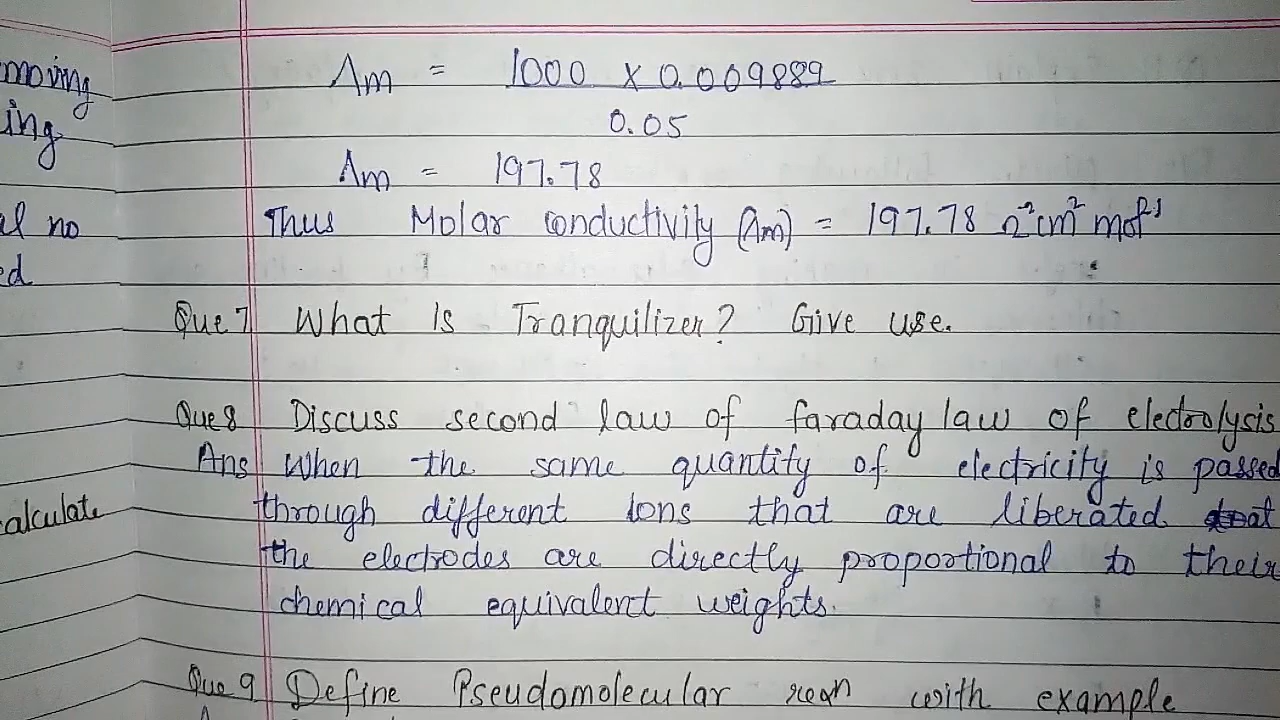 moving
ing
al no
ed
alculate
Λm = 1000 × 0.009889
0.05
Λm = 197.78
Thus Molar conductivity (Λm) = 197.78 Ω⁻¹cm² mol⁻¹
Que 7 What is Tranquilizer? Give use.
Que 8 Discuss second law of faraday law of electrolysis
Ans When the same quantity of electricity is passed
through different Ions that are liberated at
the electrodes are directly proportional to their
chemical equivalent weights.
Que 9 Define Pseudomolecular rean with example